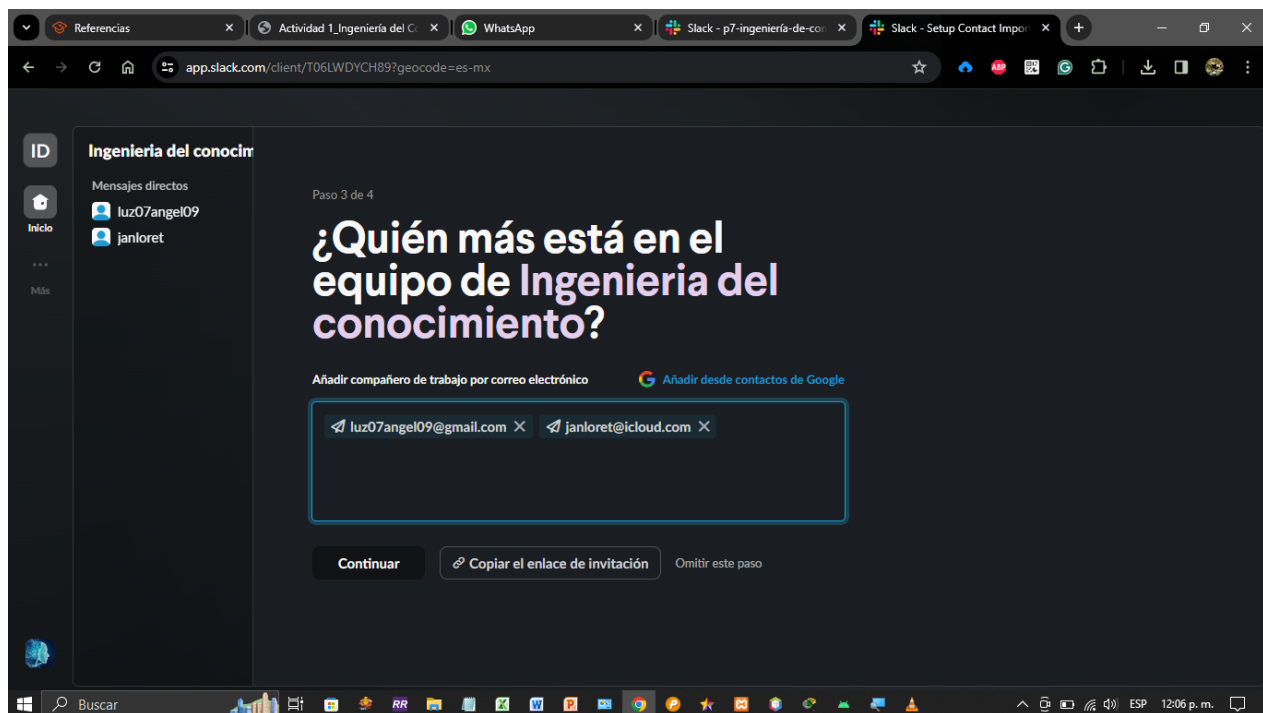 Referencias
Actividad 1_Ingeniería del Co
WhatsApp
Slack - p7-ingeniería-de-con
Slack - Setup Contact Impor
app.slack.com/client/T06LWDYCH89?geocode=es-mx
ABP
ID
Ingenieria del conocim
Mensajes directos
luz07angel09
janloret
Inicio
Más
Paso 3 de 4
¿Quién más está en el
equipo de Ingenieria del
conocimiento?
Añadir compañero de trabajo por correo electrónico
Añadir desde contactos de Google
luz07angel09@gmail.com
janloret@icloud.com
Continuar
Copiar el enlace de invitación
Omitir este paso
Buscar
RR
ESP
12:06 p. m.